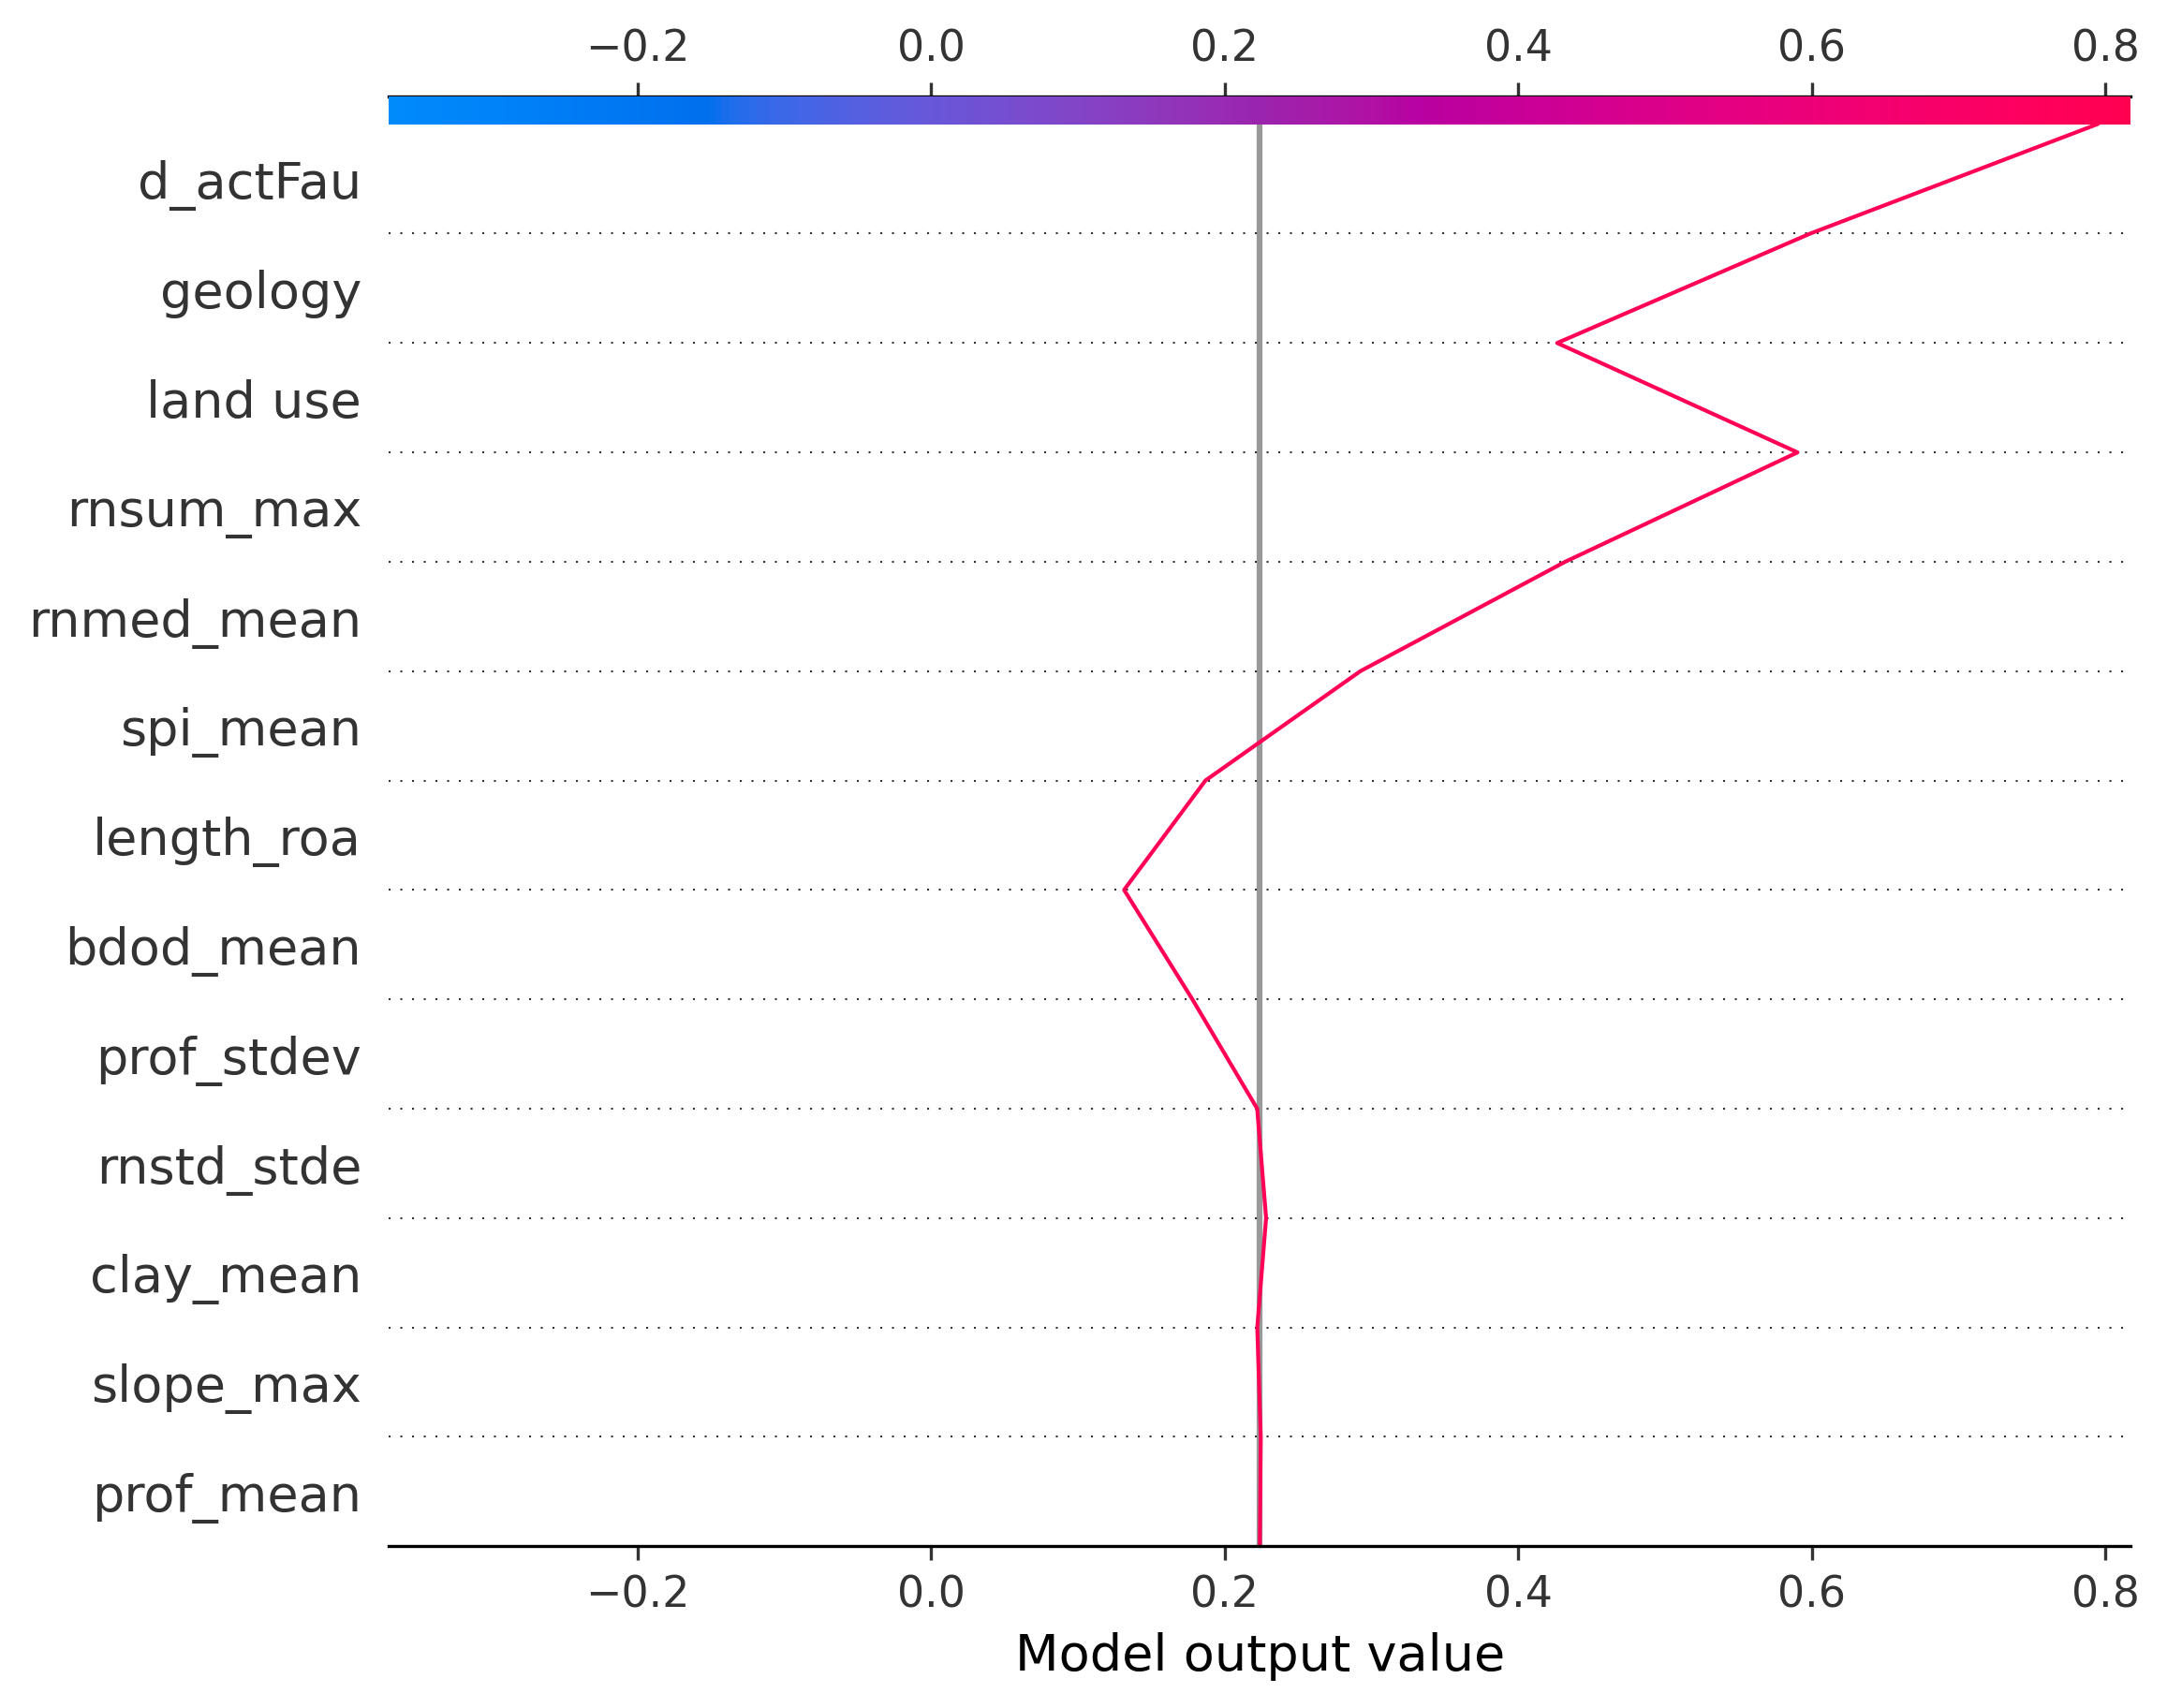 −0.2 0.0 0.2 0.4 0.6 0.8
d_actFau
geology
land use
rnsum_max
rnmed_mean
spi_mean
length_roa
bdod_mean
prof_stdev
rnstd_stde
clay_mean
slope_max
prof_mean
−0.2 0.0 0.2 0.4 0.6 0.8
Model output value